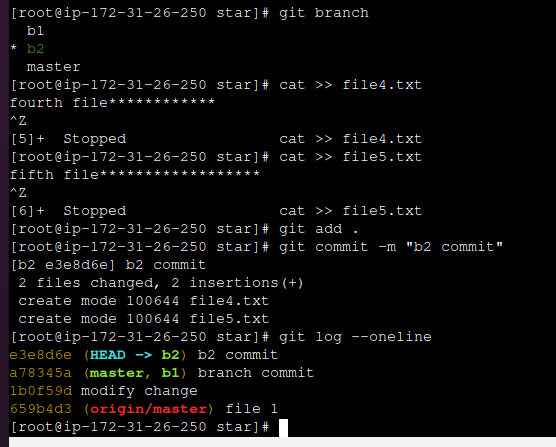 [root@ip-172-31-26-250 star]# git branch
  b1
* b2
  master
[root@ip-172-31-26-250 star]# cat >> file4.txt
fourth file************
^Z
[5]+  Stopped                 cat >> file4.txt
[root@ip-172-31-26-250 star]# cat >> file5.txt
fifth file******************
^Z
[6]+  Stopped                 cat >> file5.txt
[root@ip-172-31-26-250 star]# git add .
[root@ip-172-31-26-250 star]# git commit -m "b2 commit"
[b2 e3e8d6e] b2 commit
 2 files changed, 2 insertions(+)
 create mode 100644 file4.txt
 create mode 100644 file5.txt
[root@ip-172-31-26-250 star]# git log --oneline
e3e8d6e (HEAD -> b2) b2 commit
a78345a (master, b1) branch commit
1b0f59d modify change
659b4d3 (origin/master) file 1
[root@ip-172-31-26-250 star]#